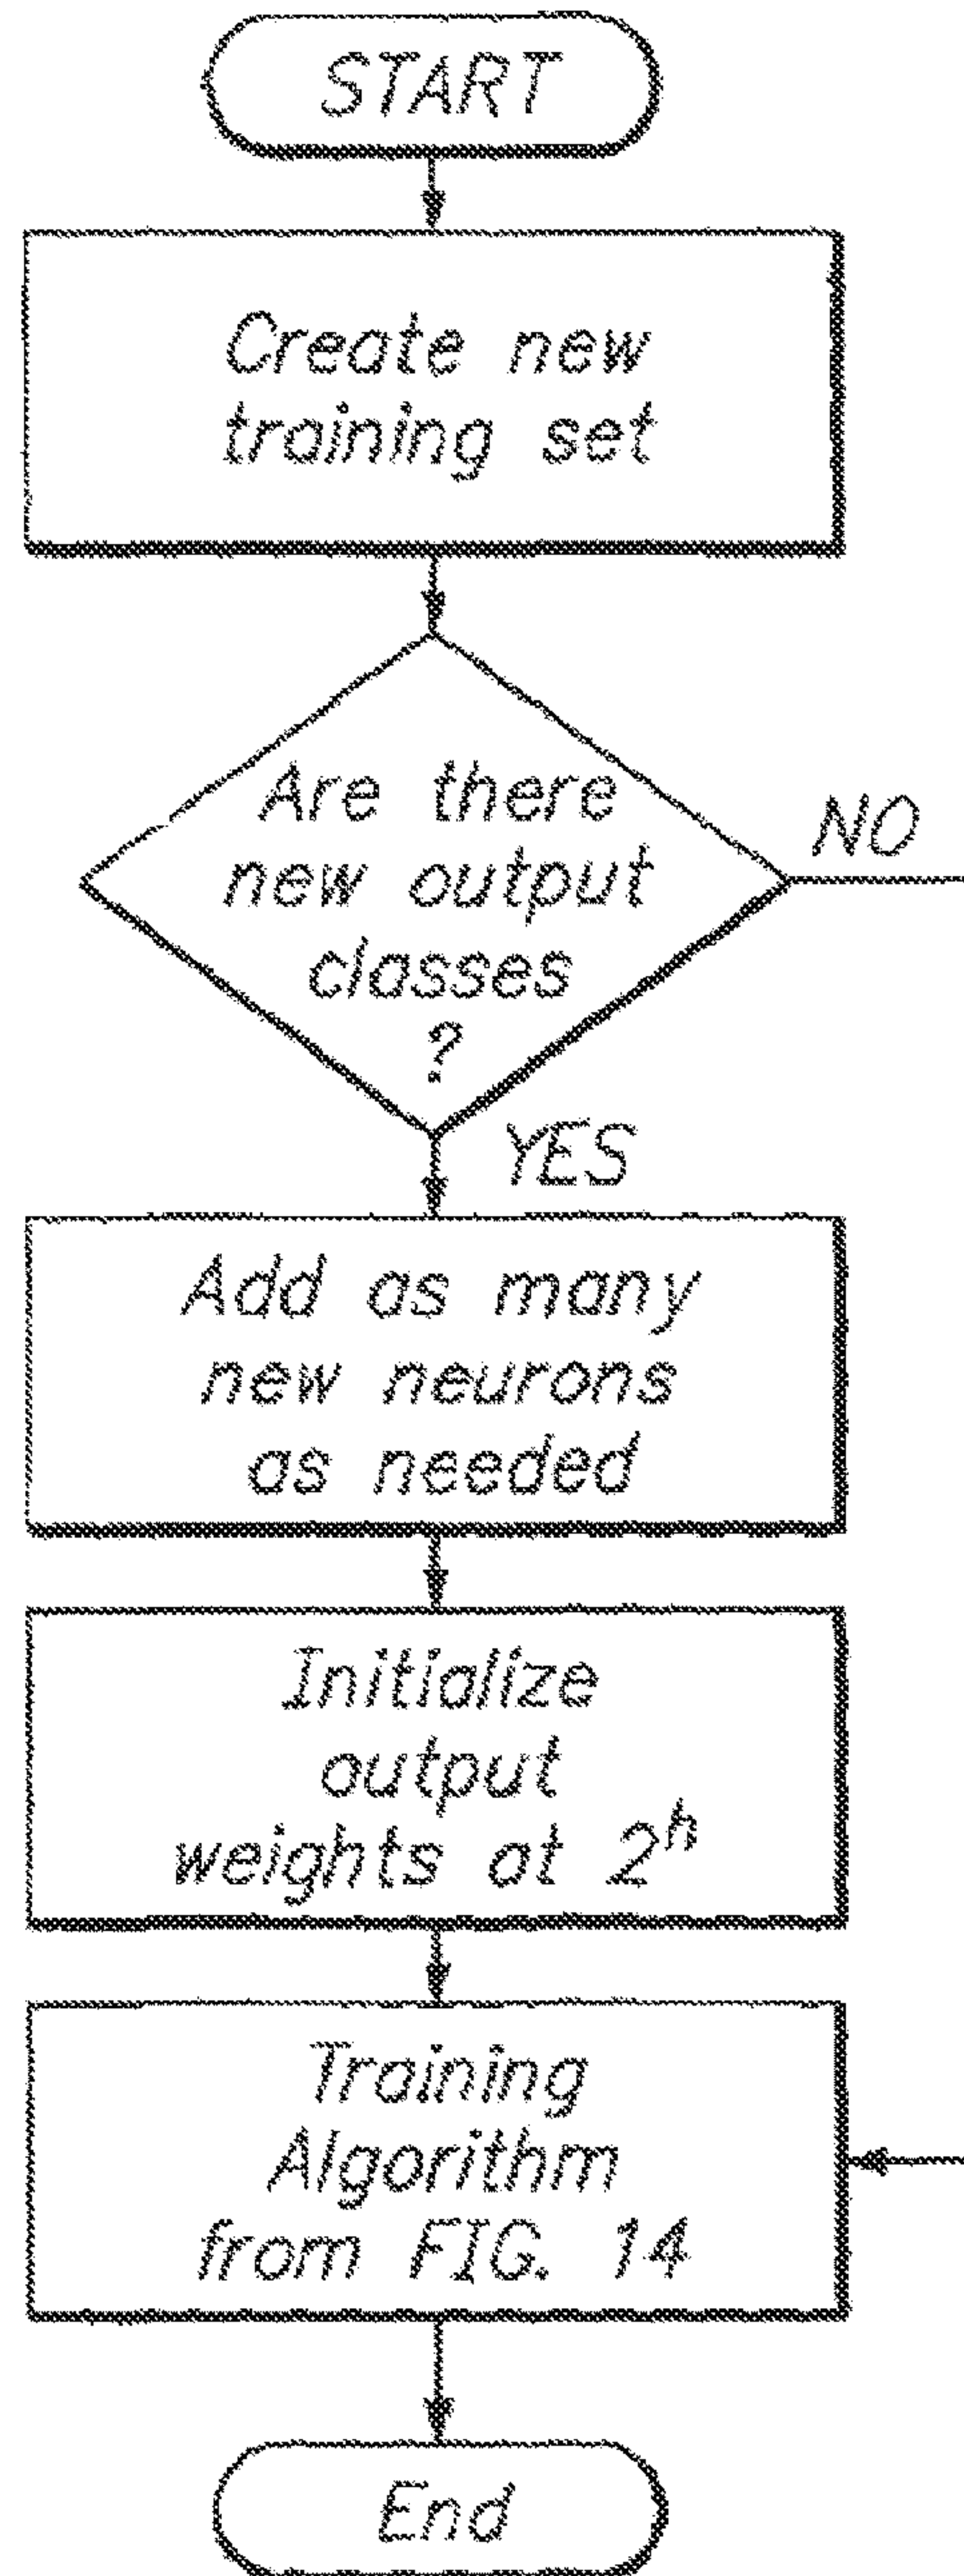 START
Create new
training set
Are there
new output
classes
?
NO
YES
Add as many
new neurons
as needed
Initialize
output
weights at 2^h
Training
Algorithm
from FIG. 14
End